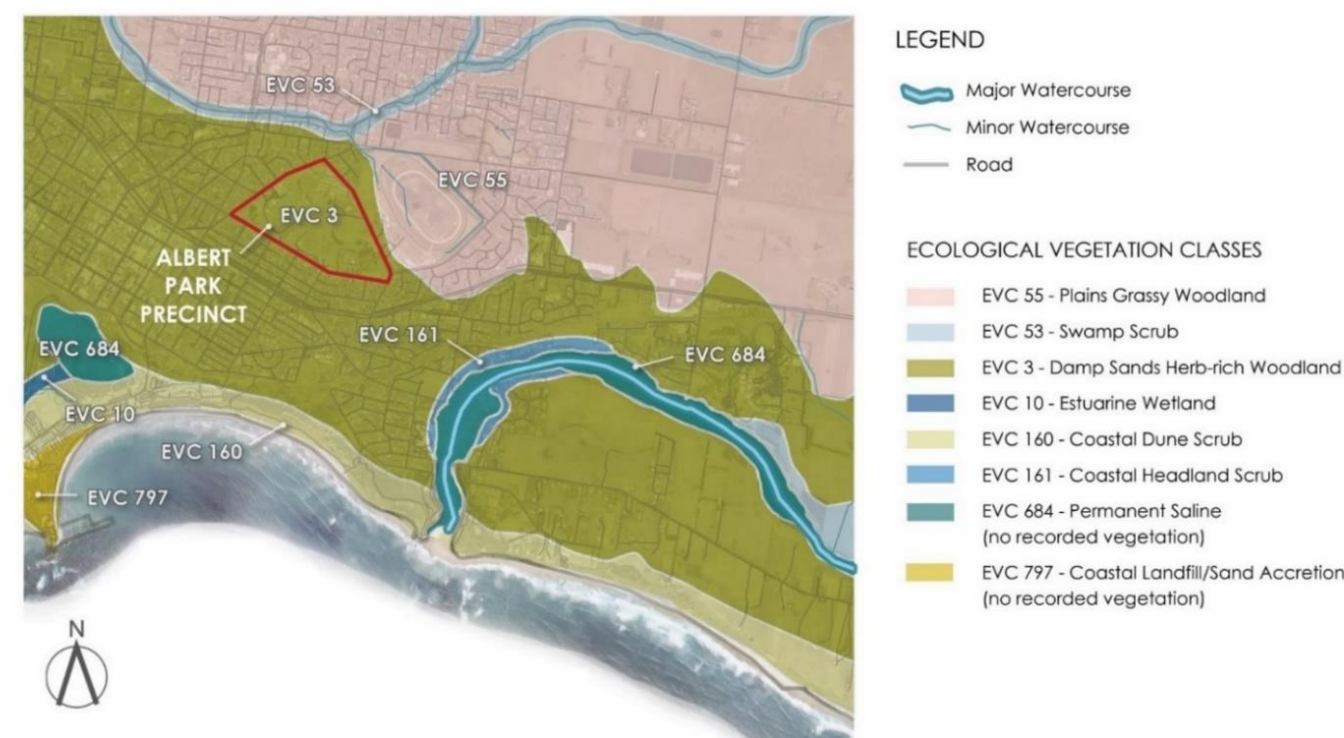 EVC 53
EVC 55
EVC 3
ALBERT
PARK
PRECINCT
EVC 161
EVC 684
EVC 684
EVC 10
EVC 160
EVC 797
N
LEGEND
Major Watercourse
Minor Watercourse
Road
ECOLOGICAL VEGETATION CLASSES
EVC 55 - Plains Grassy Woodland
EVC 53 - Swamp Scrub
EVC 3 - Damp Sands Herb-rich Woodland
EVC 10 - Estuarine Wetland
EVC 160 - Coastal Dune Scrub
EVC 161 - Coastal Headland Scrub
EVC 684 - Permanent Saline
(no recorded vegetation)
EVC 797 - Coastal Landfill/Sand Accretion
(no recorded vegetation)